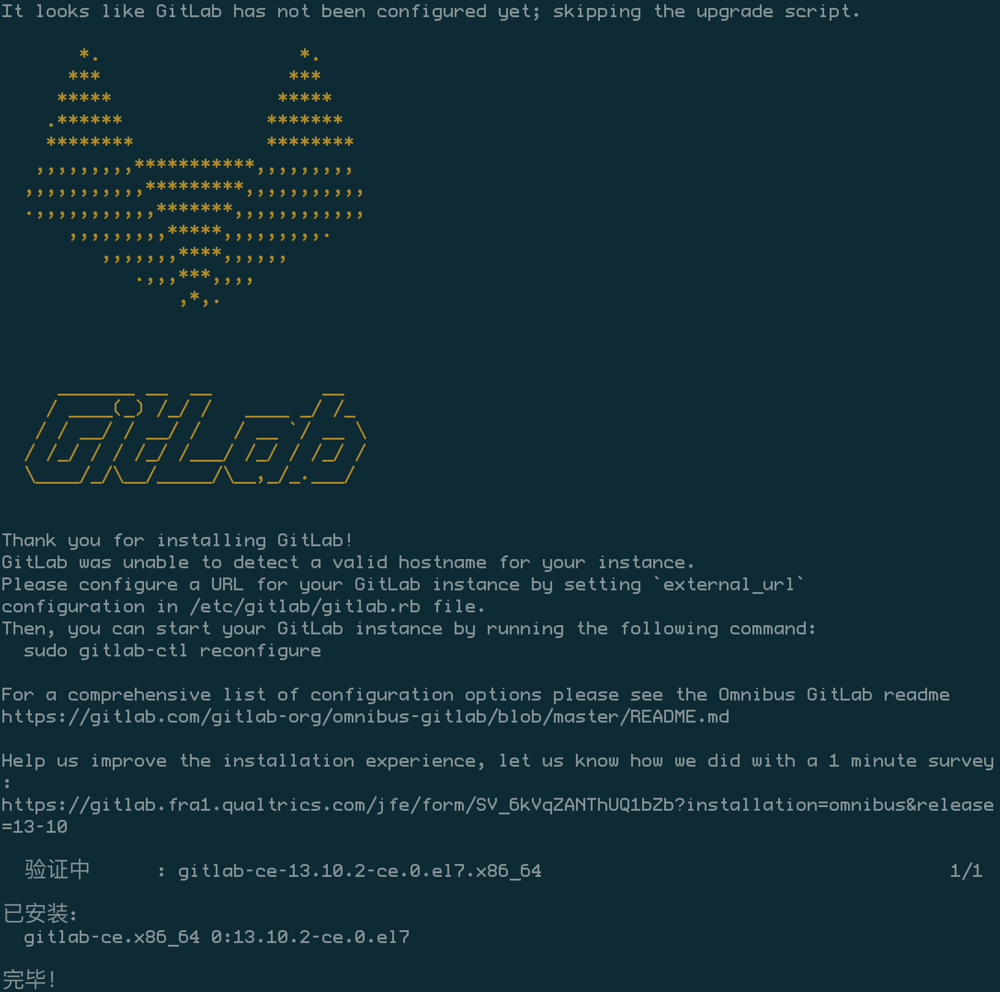 It looks like GitLab has not been configured yet; skipping the upgrade script.

       *.                  *.
      ***                 ***
     *****               *****
    .******             *******
    ********            ********
   ,,,,,,,,,***********,,,,,,,,,
  ,,,,,,,,,,,*********,,,,,,,,,,,
  .,,,,,,,,,,,*******,,,,,,,,,,,,
      ,,,,,,,,,*****,,,,,,,,,.
         ,,,,,,,****,,,,,,
            .,,,***,,,,
                ,*,.



     _______ __  __          __
    / ____(_) /_/ /   ____ _/ /_
   / / __/ / __/ /   / __ `/ __ \
  / /_/ / / /_/ /___/ /_/ / /_/ /
  \____/_/\__/_____/\__,_/_.___/


Thank you for installing GitLab!
GitLab was unable to detect a valid hostname for your instance.
Please configure a URL for your GitLab instance by setting `external_url`
configuration in /etc/gitlab/gitlab.rb file.
Then, you can start your GitLab instance by running the following command:
  sudo gitlab-ctl reconfigure

For a comprehensive list of configuration options please see the Omnibus GitLab readme
https://gitlab.com/gitlab-org/omnibus-gitlab/blob/master/README.md

Help us improve the installation experience, let us know how we did with a 1 minute survey
:
https://gitlab.fra1.qualtrics.com/jfe/form/SV_6kVqZANThUQ1bZb?installation=omnibus&release
=13-10

  验证中      : gitlab-ce-13.10.2-ce.0.el7.x86_64                                     1/1

已安装:
  gitlab-ce.x86_64 0:13.10.2-ce.0.el7

完毕!